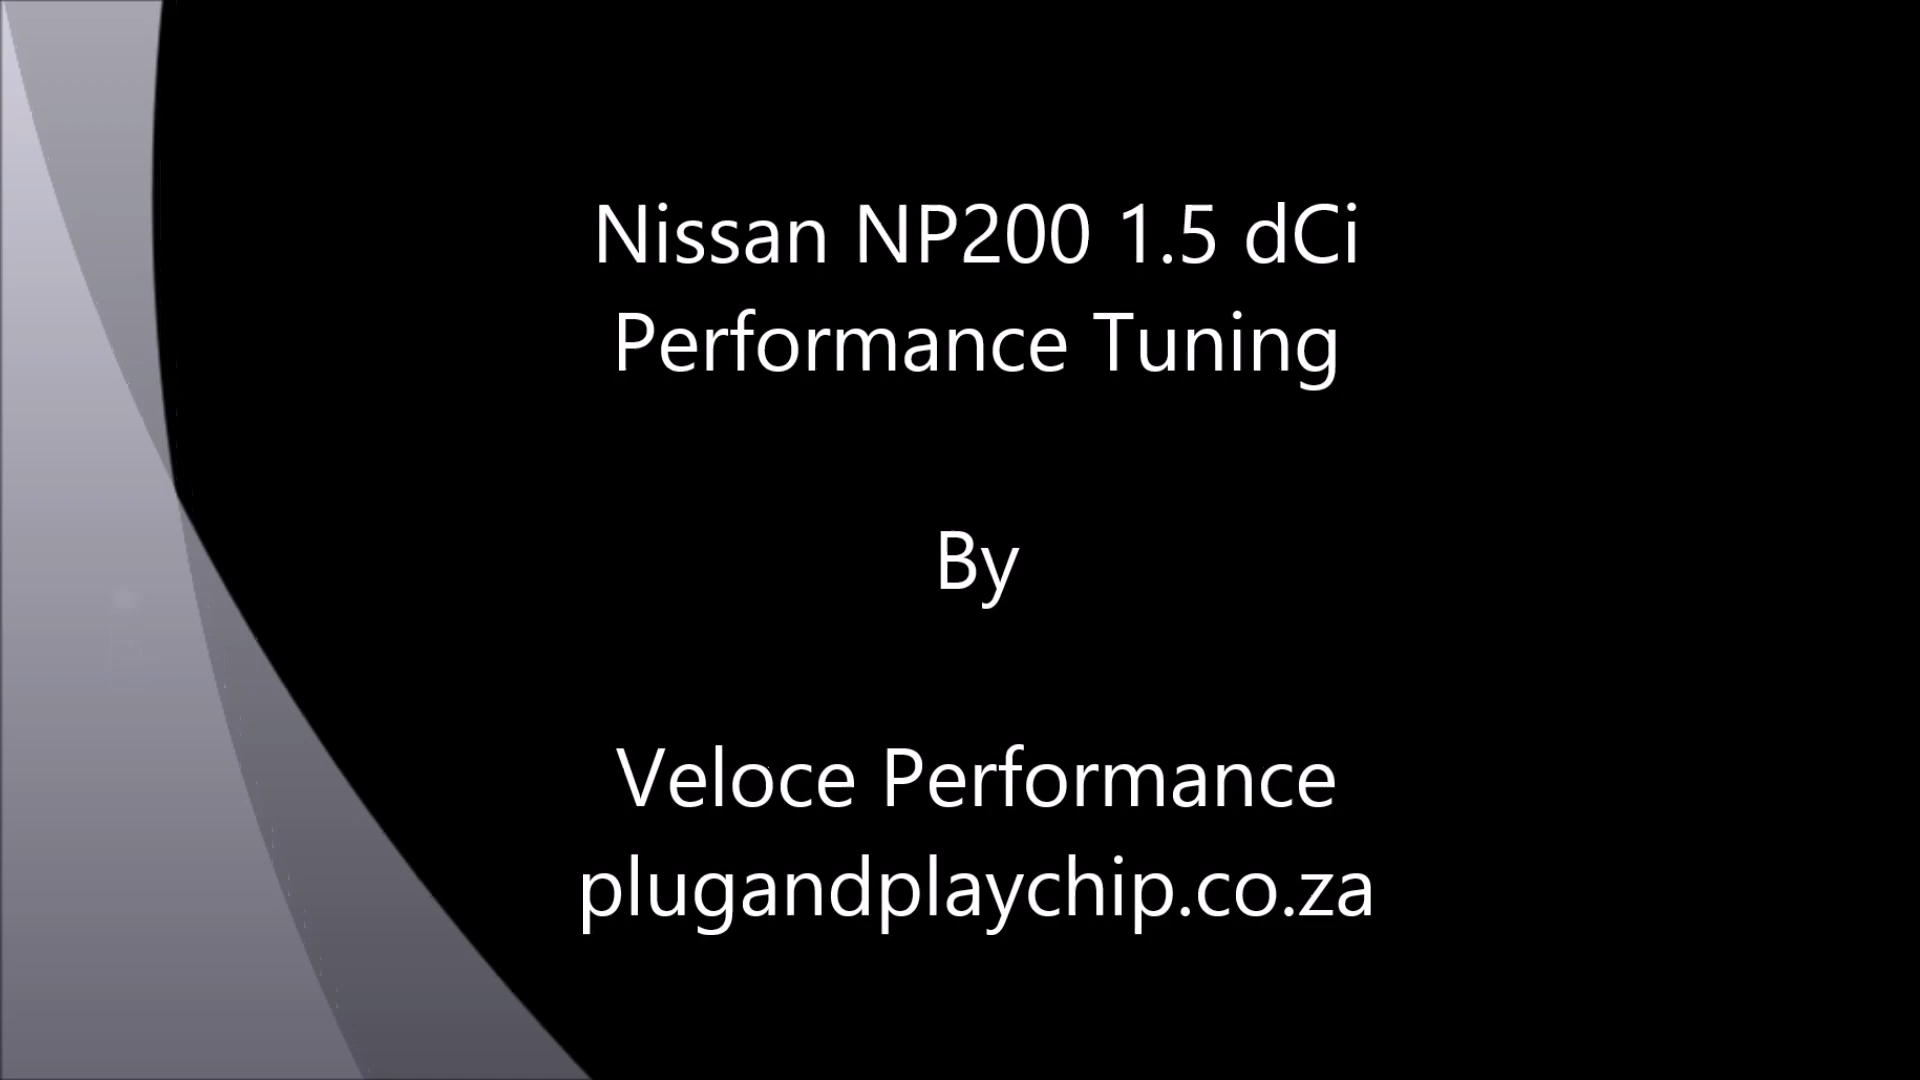 Nissan NP200 1.5 dCi
Performance Tuning
By
Veloce Performance
plugandplaychip.co.za